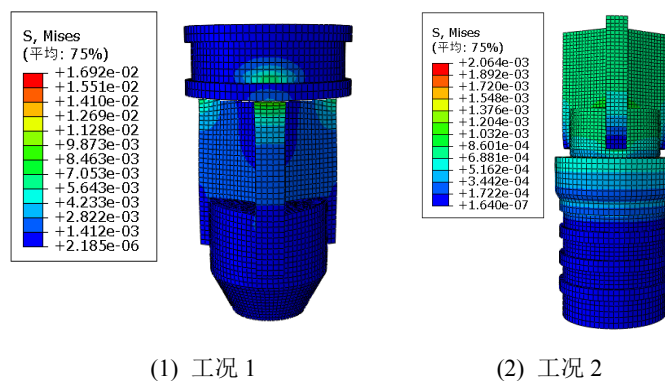 S, Mises
(平均: 75%)
+1.692e-02
+1.551e-02
+1.410e-02
+1.269e-02
+1.128e-02
+9.873e-03
+8.463e-03
+7.053e-03
+5.643e-03
+4.233e-03
+2.822e-03
+1.412e-03
+2.185e-06
S, Mises
(平均: 75%)
+2.064e-03
+1.892e-03
+1.720e-03
+1.548e-03
+1.376e-03
+1.204e-03
+1.032e-03
+8.601e-04
+6.881e-04
+5.162e-04
+3.442e-04
+1.722e-04
+1.640e-07
(1) 工况 1
(2) 工况 2